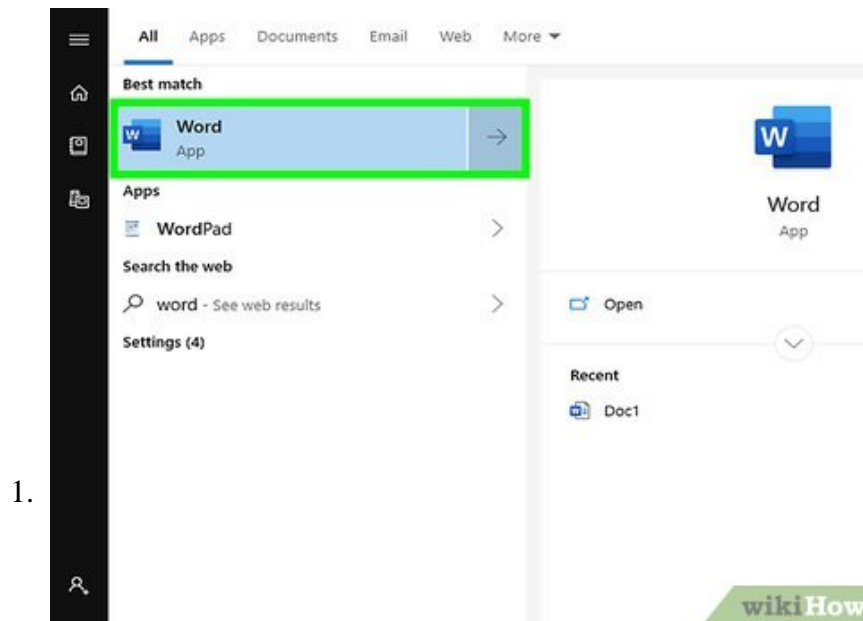 All Apps Documents Email Web More
Best match
Word
App
Apps
WordPad
Search the web
word - See web results
Settings (4)
W
Word
App
Open
Recent
Doc1
1.
wikiHow